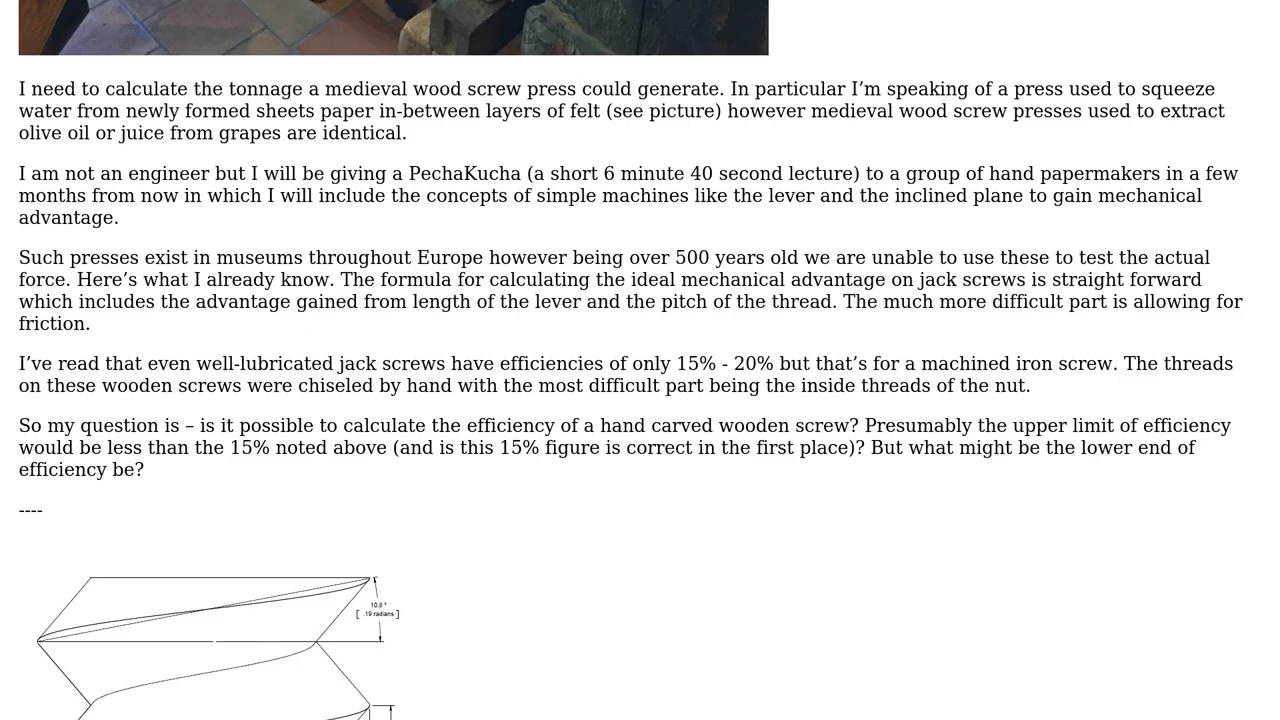 I need to calculate the tonnage a medieval wood screw press could generate. In particular I’m speaking of a press used to squeeze
water from newly formed sheets paper in-between layers of felt (see picture) however medieval wood screw presses used to extract
olive oil or juice from grapes are identical.
I am not an engineer but I will be giving a PechaKucha (a short 6 minute 40 second lecture) to a group of hand papermakers in a few
months from now in which I will include the concepts of simple machines like the lever and the inclined plane to gain mechanical
advantage.
Such presses exist in museums throughout Europe however being over 500 years old we are unable to use these to test the actual
force. Here’s what I already know. The formula for calculating the ideal mechanical advantage on jack screws is straight forward
which includes the advantage gained from length of the lever and the pitch of the thread. The much more difficult part is allowing for
friction.
I’ve read that even well-lubricated jack screws have efficiencies of only 15% - 20% but that’s for a machined iron screw. The threads
on these wooden screws were chiseled by hand with the most difficult part being the inside threads of the nut.
So my question is – is it possible to calculate the efficiency of a hand carved wooden screw? Presumably the upper limit of efficiency
would be less than the 15% noted above (and is this 15% figure is correct in the first place)? But what might be the lower end of
efficiency be?
----
10.8°
[ .19 radians ]